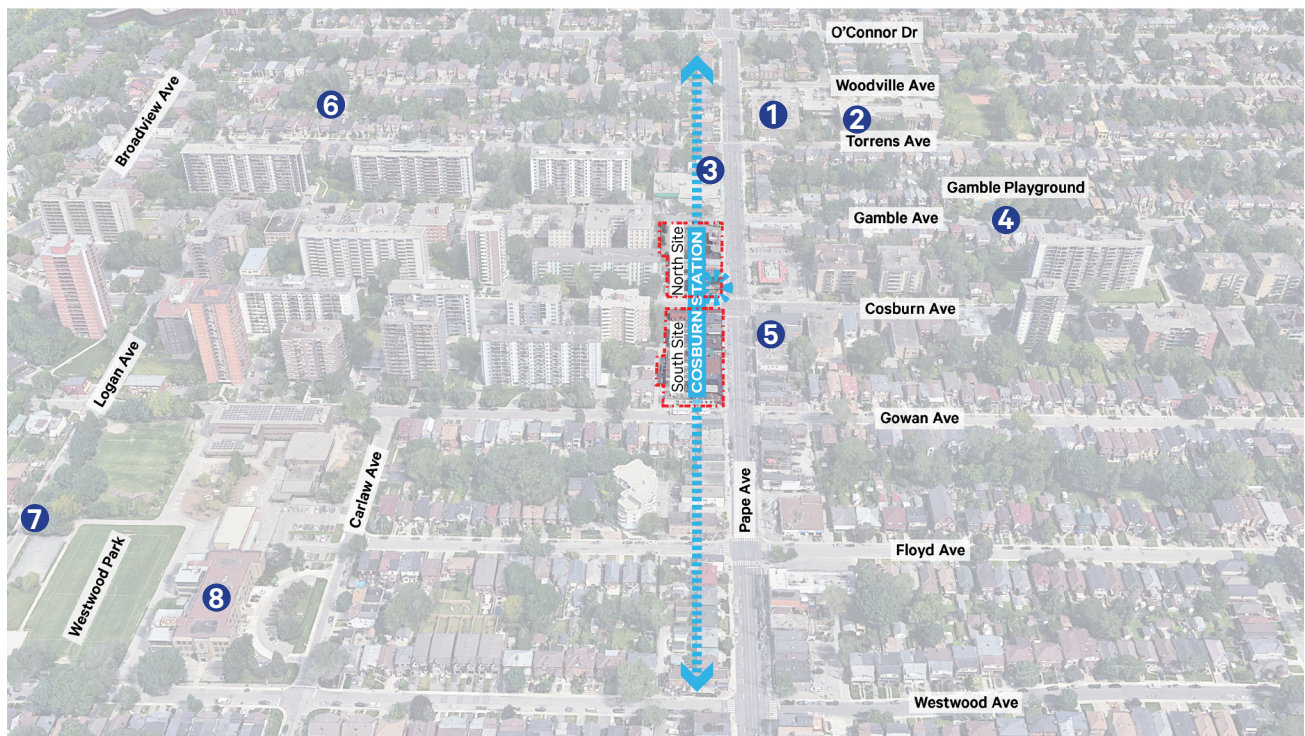 O'Connor Dr
Woodville Ave
Broadview Ave
6
1
2
Torrens Ave
3
Gamble Playground
Gamble Ave
4
North Site
COSBURN STATION
Cosburn Ave
5
South Site
Logan Ave
Gowan Ave
Carlaw Ave
Pape Ave
7
Floyd Ave
Westwood Park
8
Westwood Ave